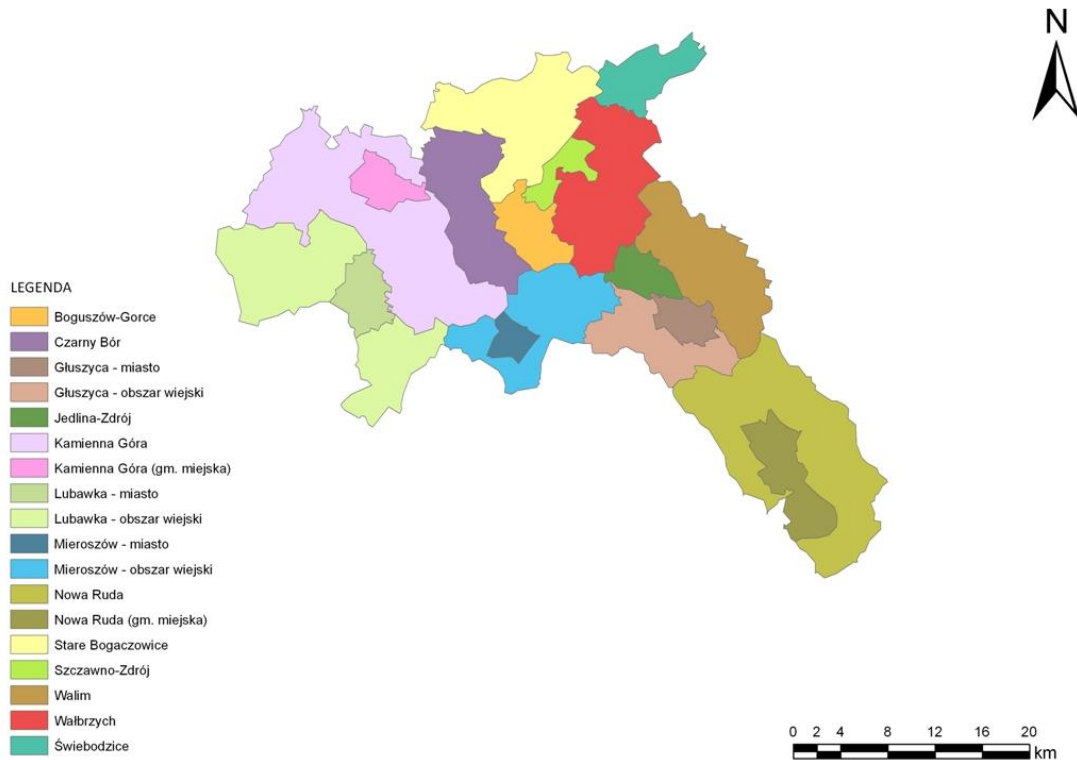 N
LEGENDA
Boguszów-Gorce
Czarny Bór
Głuszyca - miasto
Głuszyca - obszar wiejski
Jedlina-Zdrój
Kamienna Góra
Kamienna Góra (gm. miejska)
Lubawka - miasto
Lubawka - obszar wiejski
Mieroszów - miasto
Mieroszów - obszar wiejski
Nowa Ruda
Nowa Ruda (gm. miejska)
Stare Bogaczowice
Szczawno-Zdrój
Walim
Wałbrzych
Świebodzice
0 2 4 8 12 16 20
km